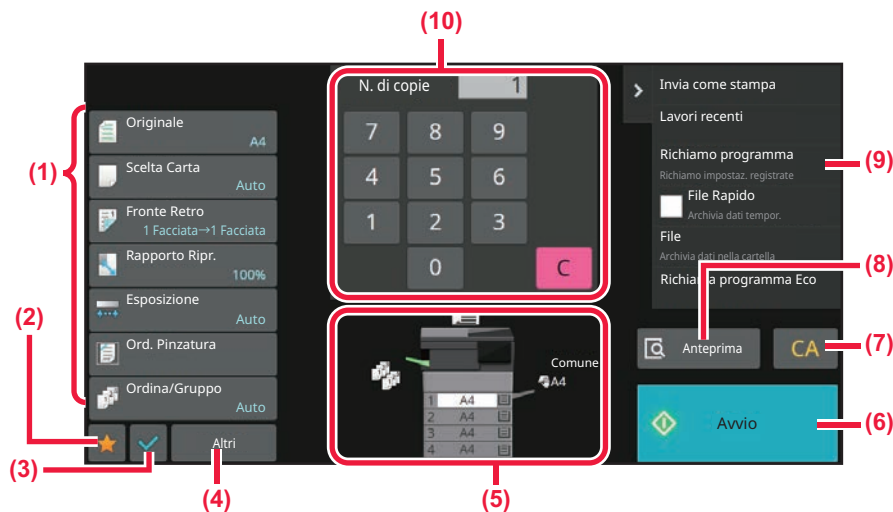 (10)
(1)
Originale
A4
Scelta Carta
Auto
Fronte Retro
1 Facciata→1 Facciata
Rapporto Ripr.
100%
Esposizione
Auto
Ord. Pinzatura
Ordina/Gruppo
Auto
(2)
(3)
Altri
(4)
N. di copie 1
7 8 9
4 5 6
1 2 3
0 C
Comune
A4
1 A4
2 A4
3 A4
4 A4
(5)
Invia come stampa
Lavori recenti
Richiamo programma
Richiamo impostaz. registrate
File Rapido
Archivia dati tempor.
File
Archivia dati nella cartella
Richiama programma Eco
(9)
(8)
Anteprima
CA
(7)
Avvio
(6)